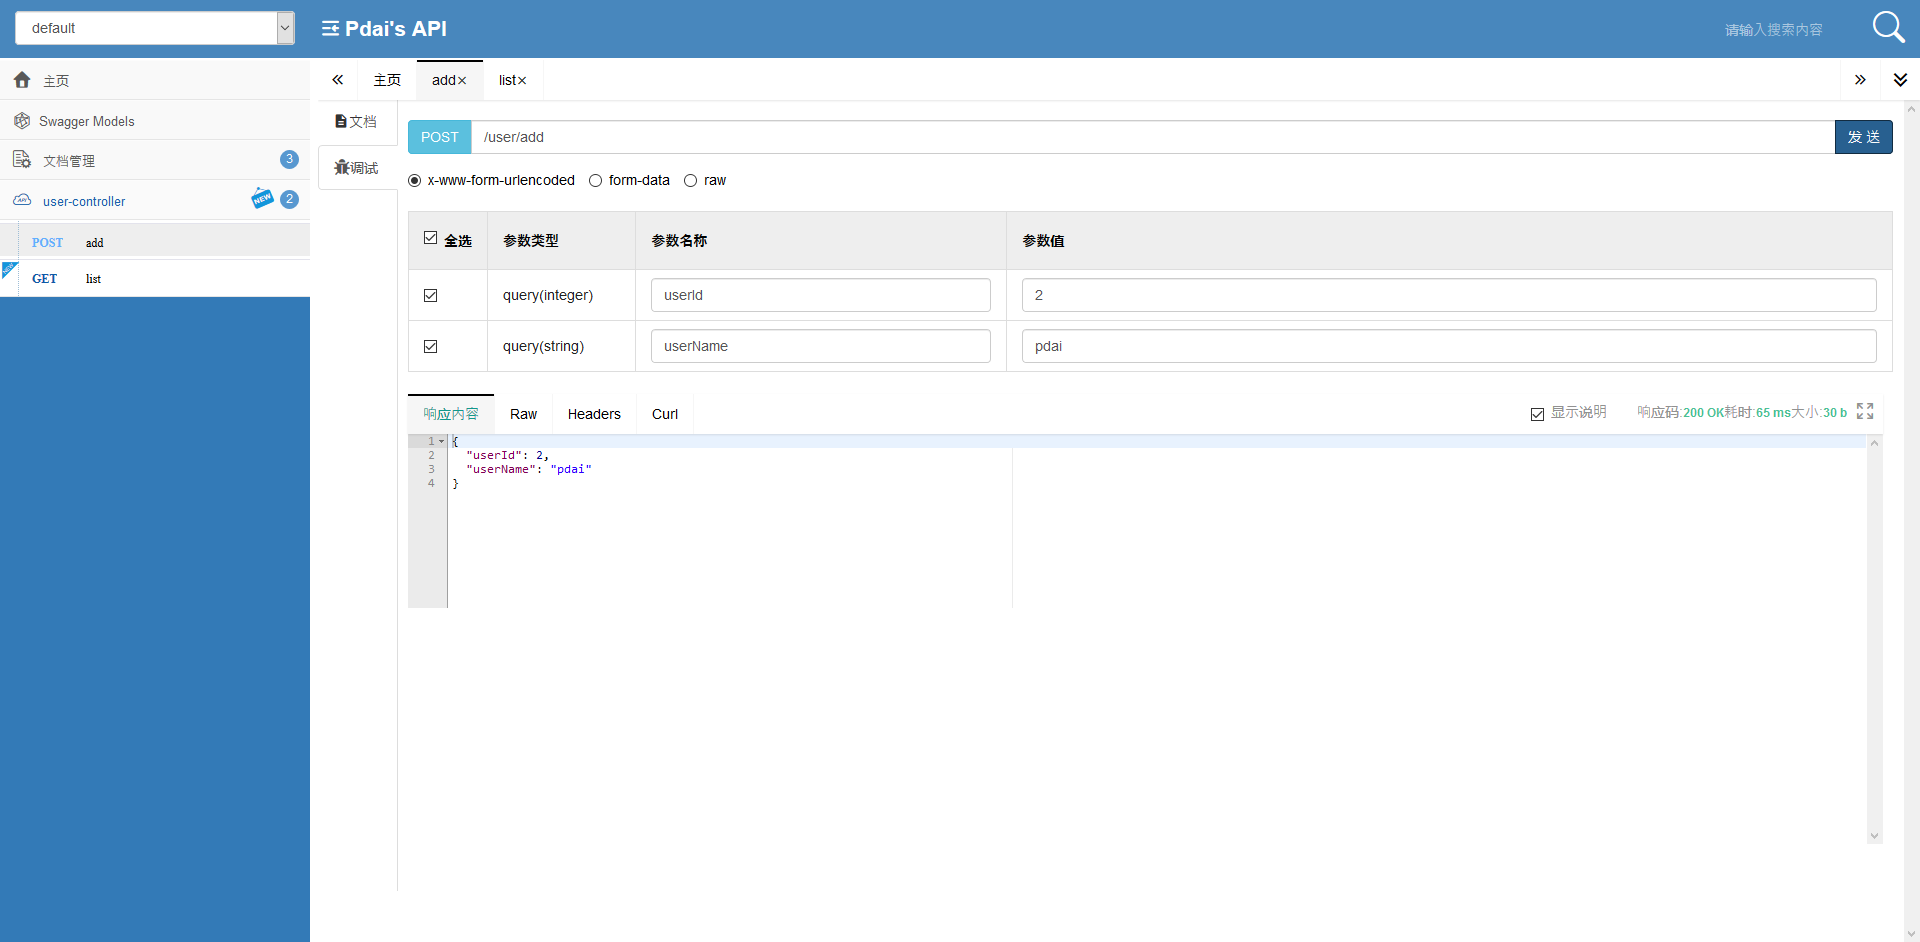 default
Pdai's API
请输入搜索内容
主页
Swagger Models
文档管理 3
user-controller NEW 2
POST add
NEW
GET list
主页 add× list×
文档
调试
POST /user/add 发 送
x-www-form-urlencoded form-data raw
全选 参数类型 参数名称 参数值
query(integer) userId 2
query(string) userName pdai
响应内容 Raw Headers Curl 显示说明 响应码:200 OK耗时:65 ms大小:30 b
1 {
2 "userId": 2,
3 "userName": "pdai"
4 }